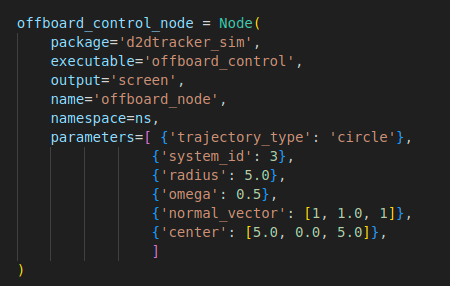 offboard_control_node = Node(
    package='d2dtracker_sim',
    executable='offboard_control',
    output='screen',
    name='offboard_node',
    namespace=ns,
    parameters=[ {'trajectory_type': 'circle'},
                {'system_id': 3},
                {'radius': 5.0},
                {'omega': 0.5},
                {'normal_vector': [1, 1.0, 1]},
                {'center': [5.0, 0.0, 5.0]},
                ]
)